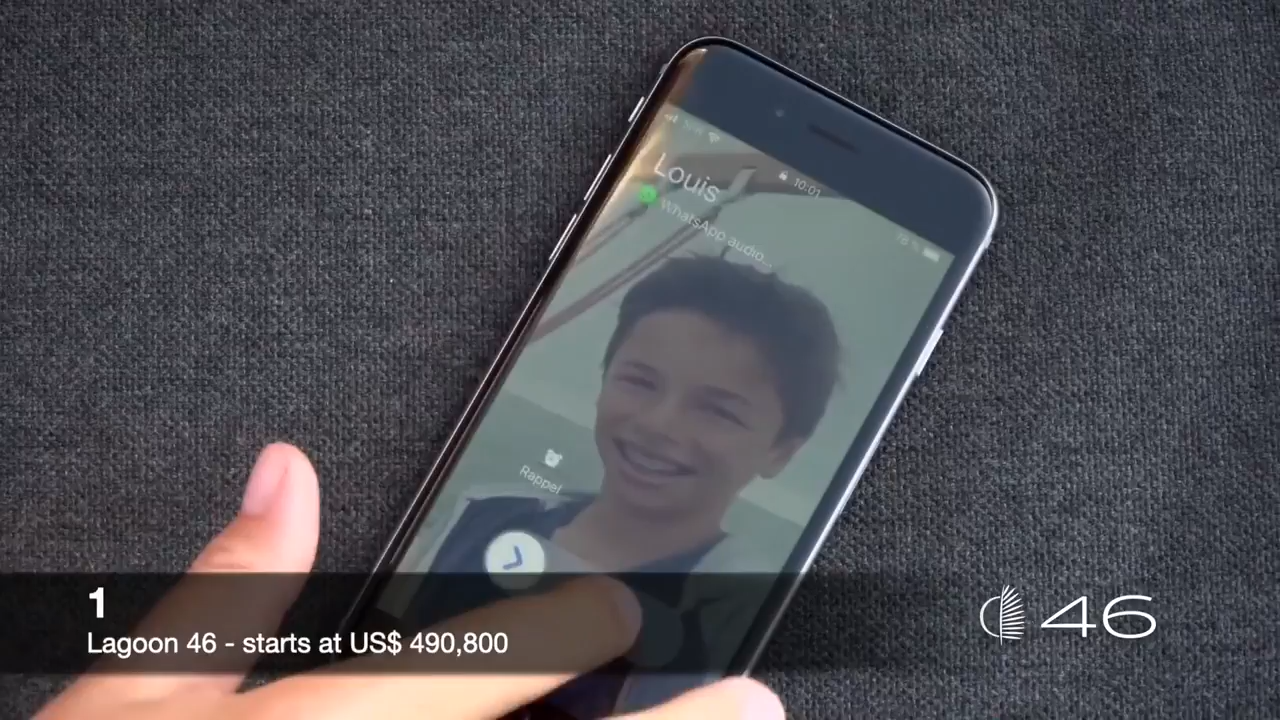 10:01
Louis
WhatsApp audio...
Rappel
1
Lagoon 46 - starts at US$ 490,800
46